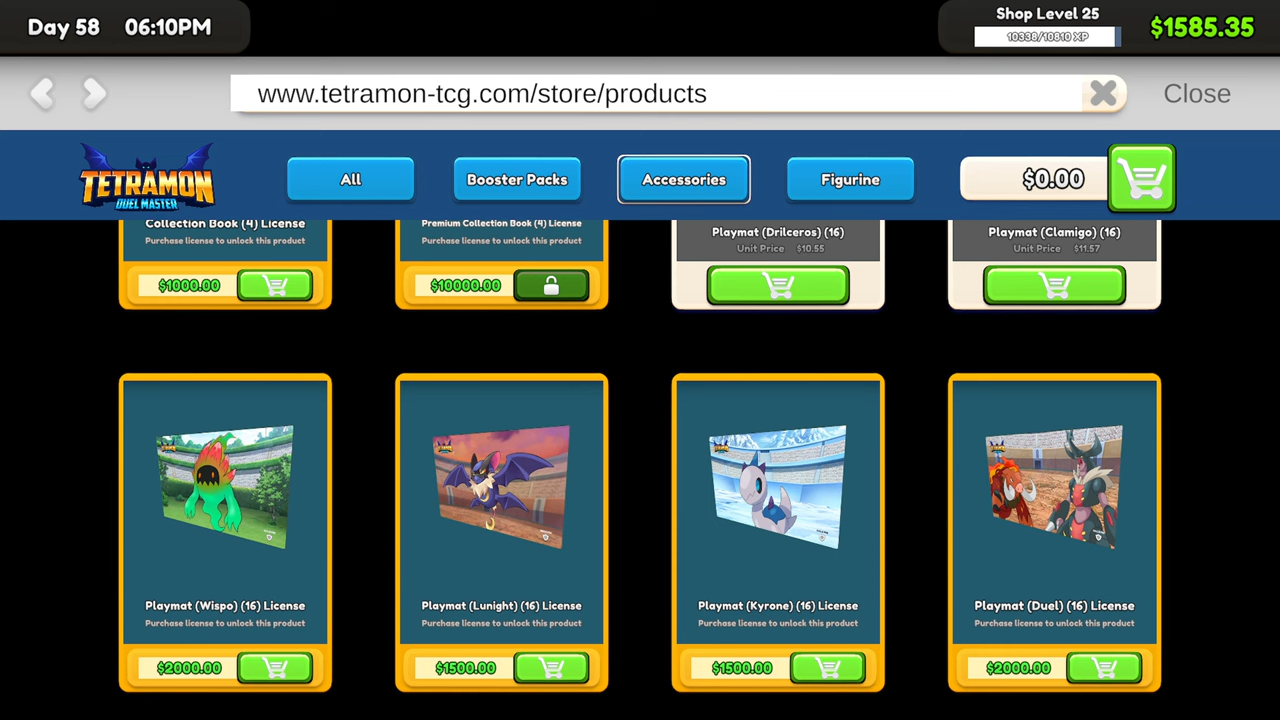 Day 58 06:10PM
Shop Level 25
10338/10810 XP
$1585.35
www.tetramon-tcg.com/store/products
Close
TETRAMON
DUEL MASTER
All
Booster Packs
Accessories
Figurine
$0.00
Collection Book (4) License
Purchase license to unlock this product
$1000.00
Premium Collection Book (4) License
Purchase license to unlock this product
$10000.00
Playmat (Drilceros) (16)
Unit Price $10.55
Playmat (Clamigo) (16)
Unit Price $11.57
Playmat (Wispo) (16) License
Purchase license to unlock this product
$2000.00
Playmat (Lunight) (16) License
Purchase license to unlock this product
$1500.00
Playmat (Kyrone) (16) License
Purchase license to unlock this product
$1500.00
Playmat (Duel) (16) License
Purchase license to unlock this product
$2000.00